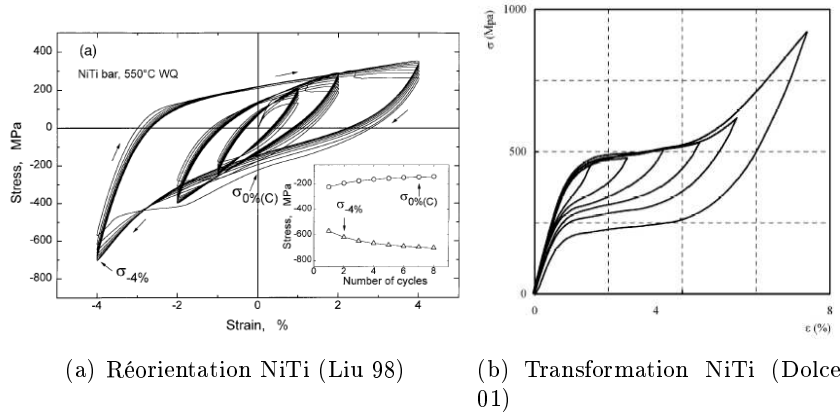 (a)
NiTi bar, 550°C WQ
400
200
0
-200
-400
-600
-800
Stress, MPa
-4
-2
0
2
4
Strain, %
σ0%(C)
σ-4%
-200
-400
-600
-800
Stress, MPa
σ0%(C)
σ-4%
0
2
4
6
8
Number of cycles
1000
500
0
σ (Mpa)
0
4
8
ε (%)
(a) Réorientation NiTi (Liu 98)
(b) Transformation NiTi (Dolce
01)